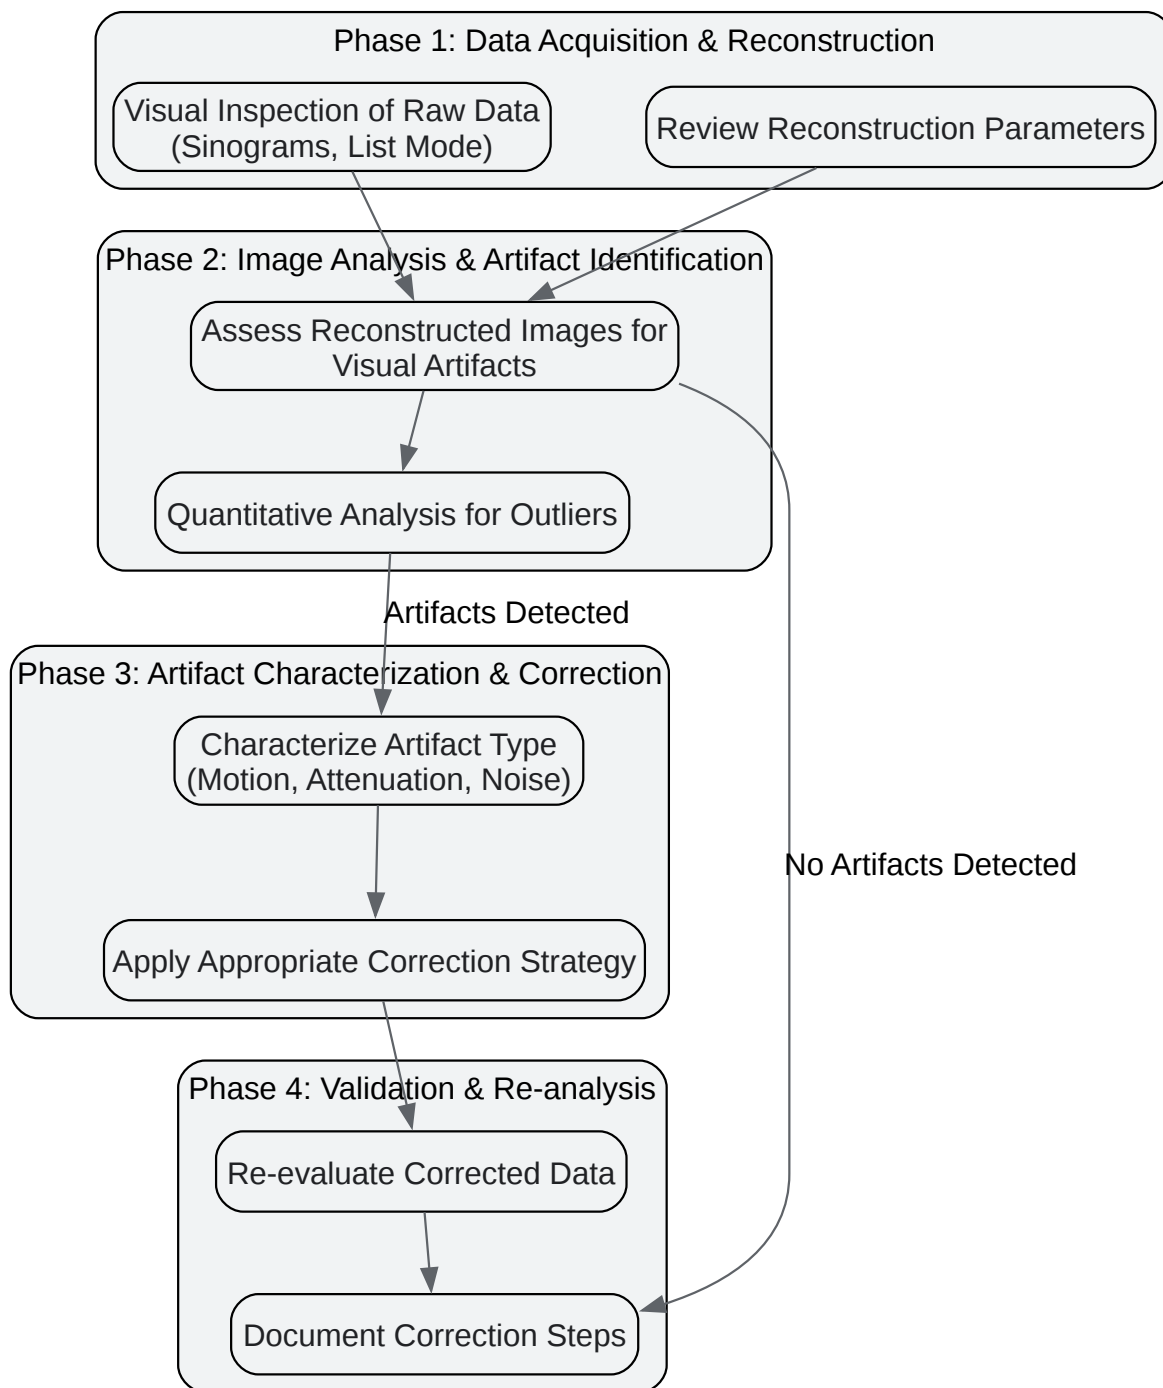 Phase 1: Data Acquisition & Reconstruction
Visual Inspection of Raw Data
(Sinograms, List Mode)
Review Reconstruction Parameters
Phase 2: Image Analysis & Artifact Identification
Assess Reconstructed Images for
Visual Artifacts
Quantitative Analysis for Outliers
Artifacts Detected
Phase 3: Artifact Characterization & Correction
Characterize Artifact Type
(Motion, Attenuation, Noise)
No Artifacts Detected
Apply Appropriate Correction Strategy
Phase 4: Validation & Re-analysis
Re-evaluate Corrected Data
Document Correction Steps